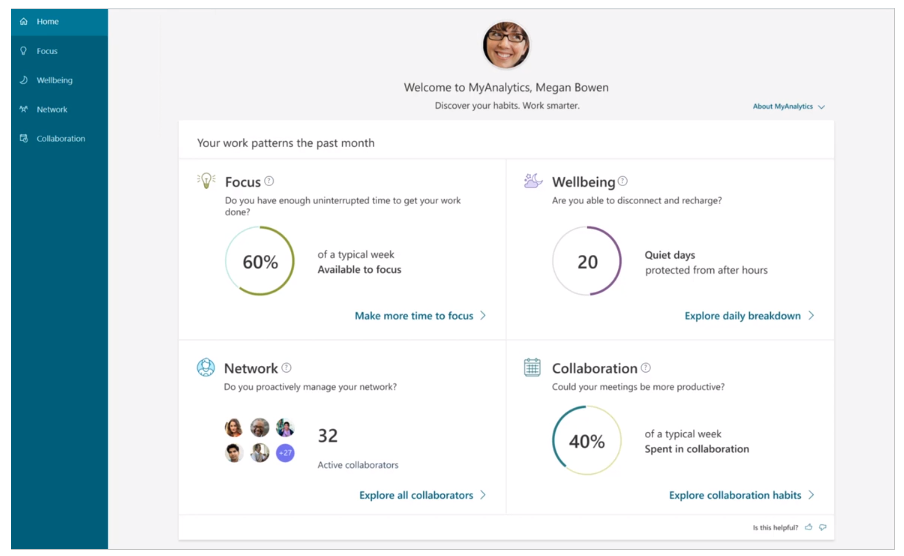 Home
Focus
Wellbeing
Network
Collaboration
Welcome to MyAnalytics, Megan Bowen
Discover your habits. Work smarter.
About MyAnalytics
Your work patterns the past month
Focus
Do you have enough uninterrupted time to get your work
done?
60%
of a typical week
Available to focus
Make more time to focus
Wellbeing
Are you able to disconnect and recharge?
20
Quiet days
protected from after hours
Explore daily breakdown
Network
Do you proactively manage your network?
+27
32
Active collaborators
Explore all collaborators
Collaboration
Could your meetings be more productive?
40%
of a typical week
Spent in collaboration
Explore collaboration habits
Is this helpful?